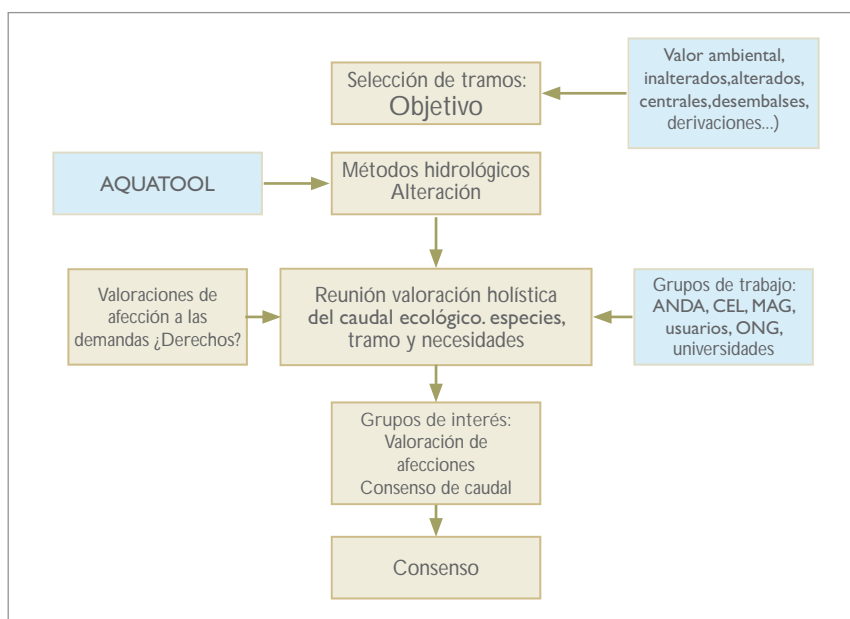 Selección de tramos:
Objetivo
Valor ambiental,
inalterados,alterados,
centrales,desembalses,
derivaciones...)
AQUATOOL
Métodos hidrológicos
Alteración
Valoraciones de
afección a las
demandas ¿Derechos?
Reunión valoración holística
del caudal ecológico. especies,
tramo y necesidades
Grupos de trabajo:
ANDA, CEL, MAG,
usuarios, ONG,
universidades
Grupos de interés:
Valoración de
afecciones
Consenso de caudal
Consenso